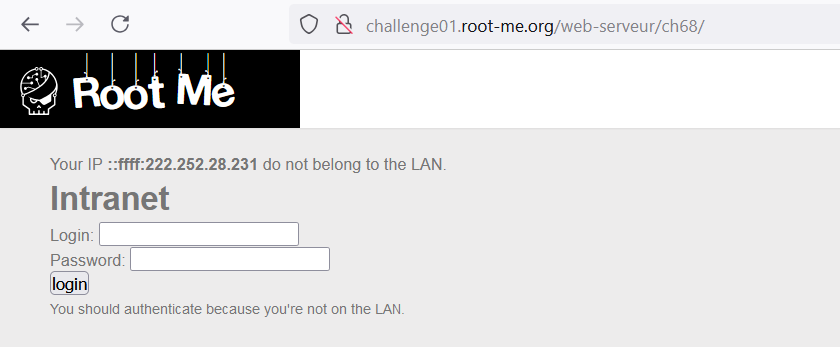 challenge01.root-me.org/web-serveur/ch68/
Root Me
Your IP ::ffff:222.252.28.231 do not belong to the LAN.
Intranet
Login:
Password:
login
You should authenticate because you're not on the LAN.